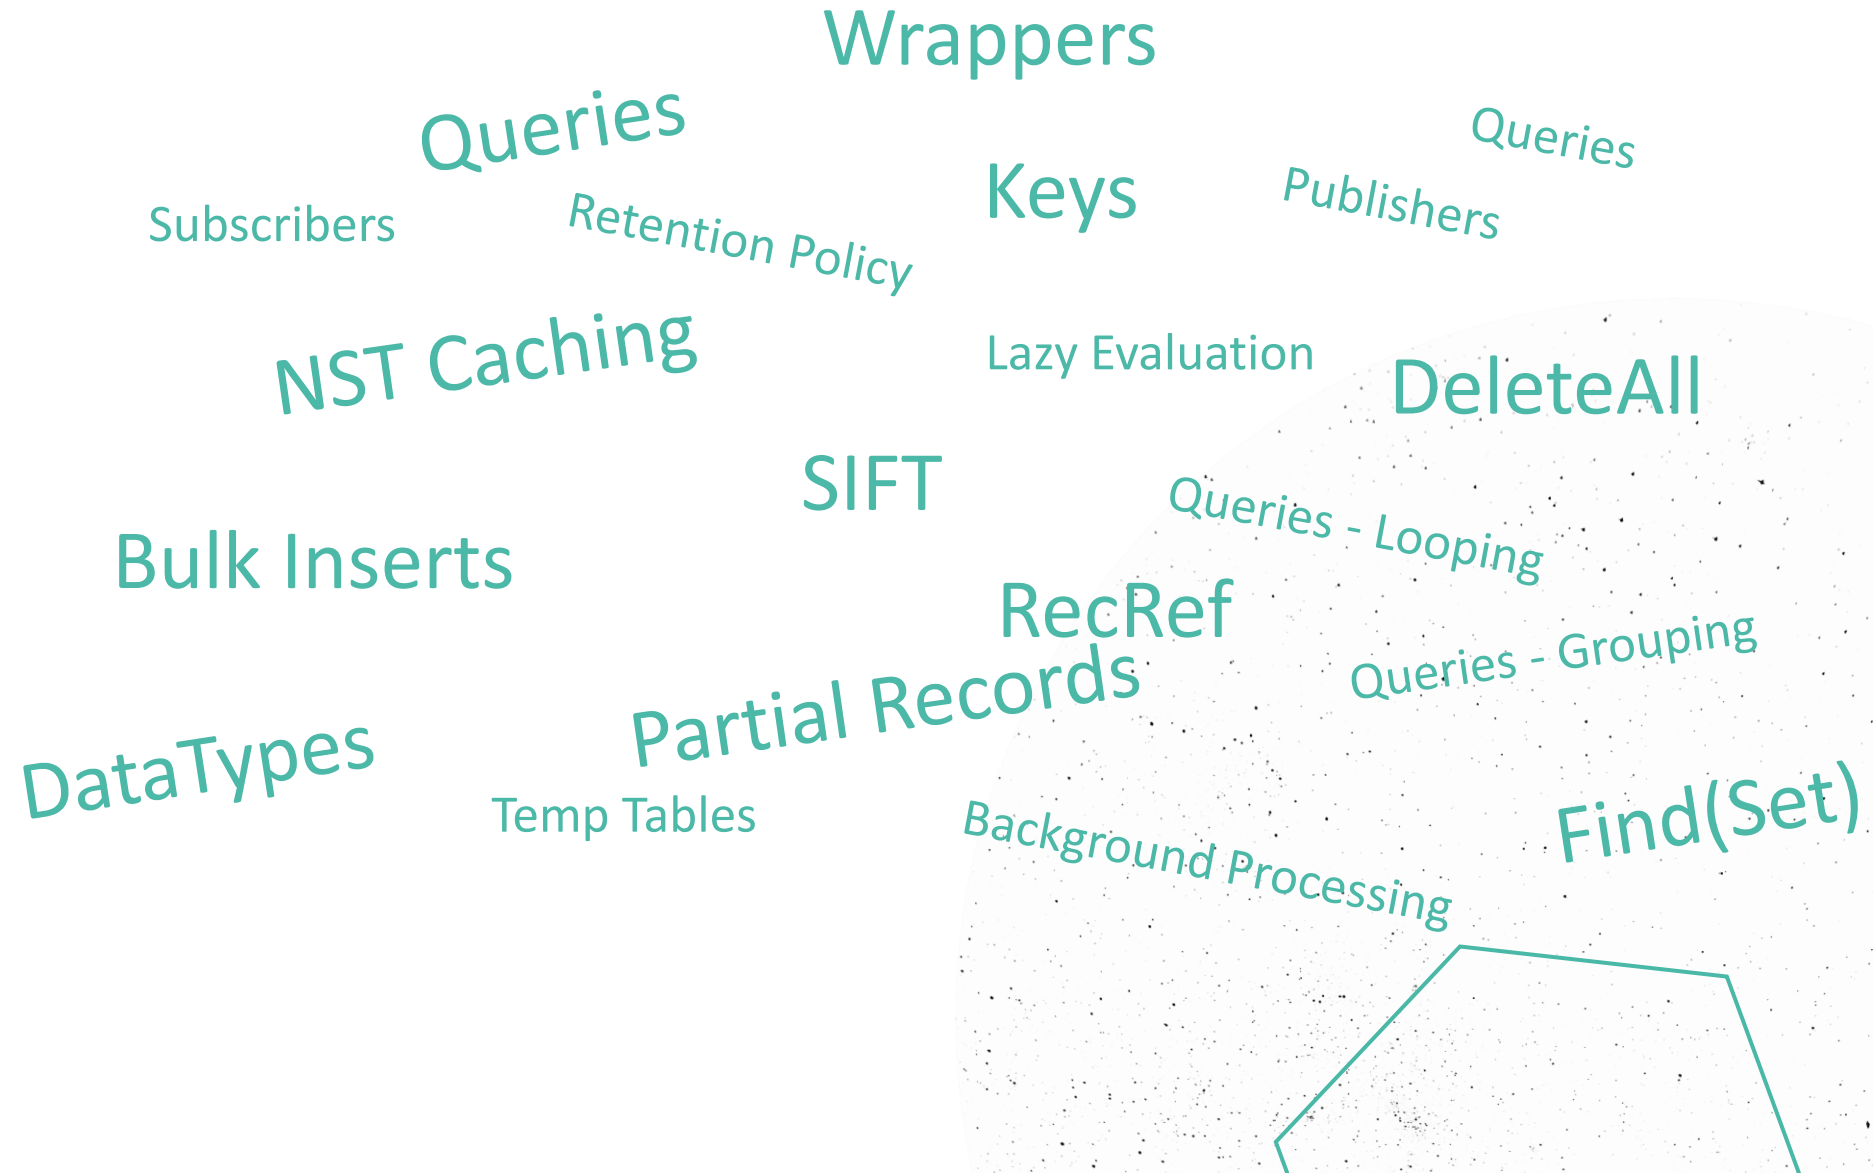 Wrappers
Queries
Queries
Keys
Publishers
Subscribers
Retention Policy
NST Caching
Lazy Evaluation
DeleteAll
SIFT
Queries - Looping
Bulk Inserts
RecRef
Queries - Grouping
Partial Records
DataTypes
Temp Tables
Background Processing
Find(Set)